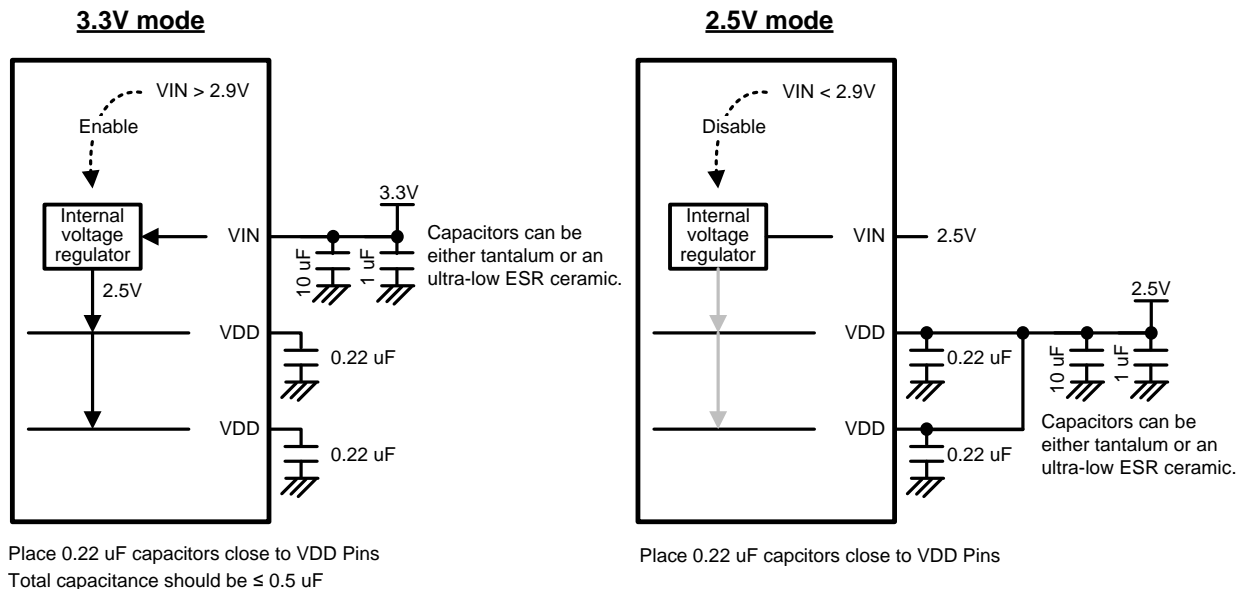 3.3V mode
VIN > 2.9V
Enable
Internal
voltage
regulator
VIN
3.3V
10 uF
1 uF
Capacitors can be
either tantalum or an
ultra-low ESR ceramic.
2.5V
VDD
0.22 uF
VDD
0.22 uF
Place 0.22 uF capacitors close to VDD Pins
Total capacitance should be ≤ 0.5 uF
2.5V mode
VIN < 2.9V
Disable
Internal
voltage
regulator
VIN
2.5V
2.5V
VDD
0.22 uF
10 uF
1 uF
VDD
0.22 uF
Capacitors can be
either tantalum or an
ultra-low ESR ceramic.
Place 0.22 uF capcitors close to VDD Pins